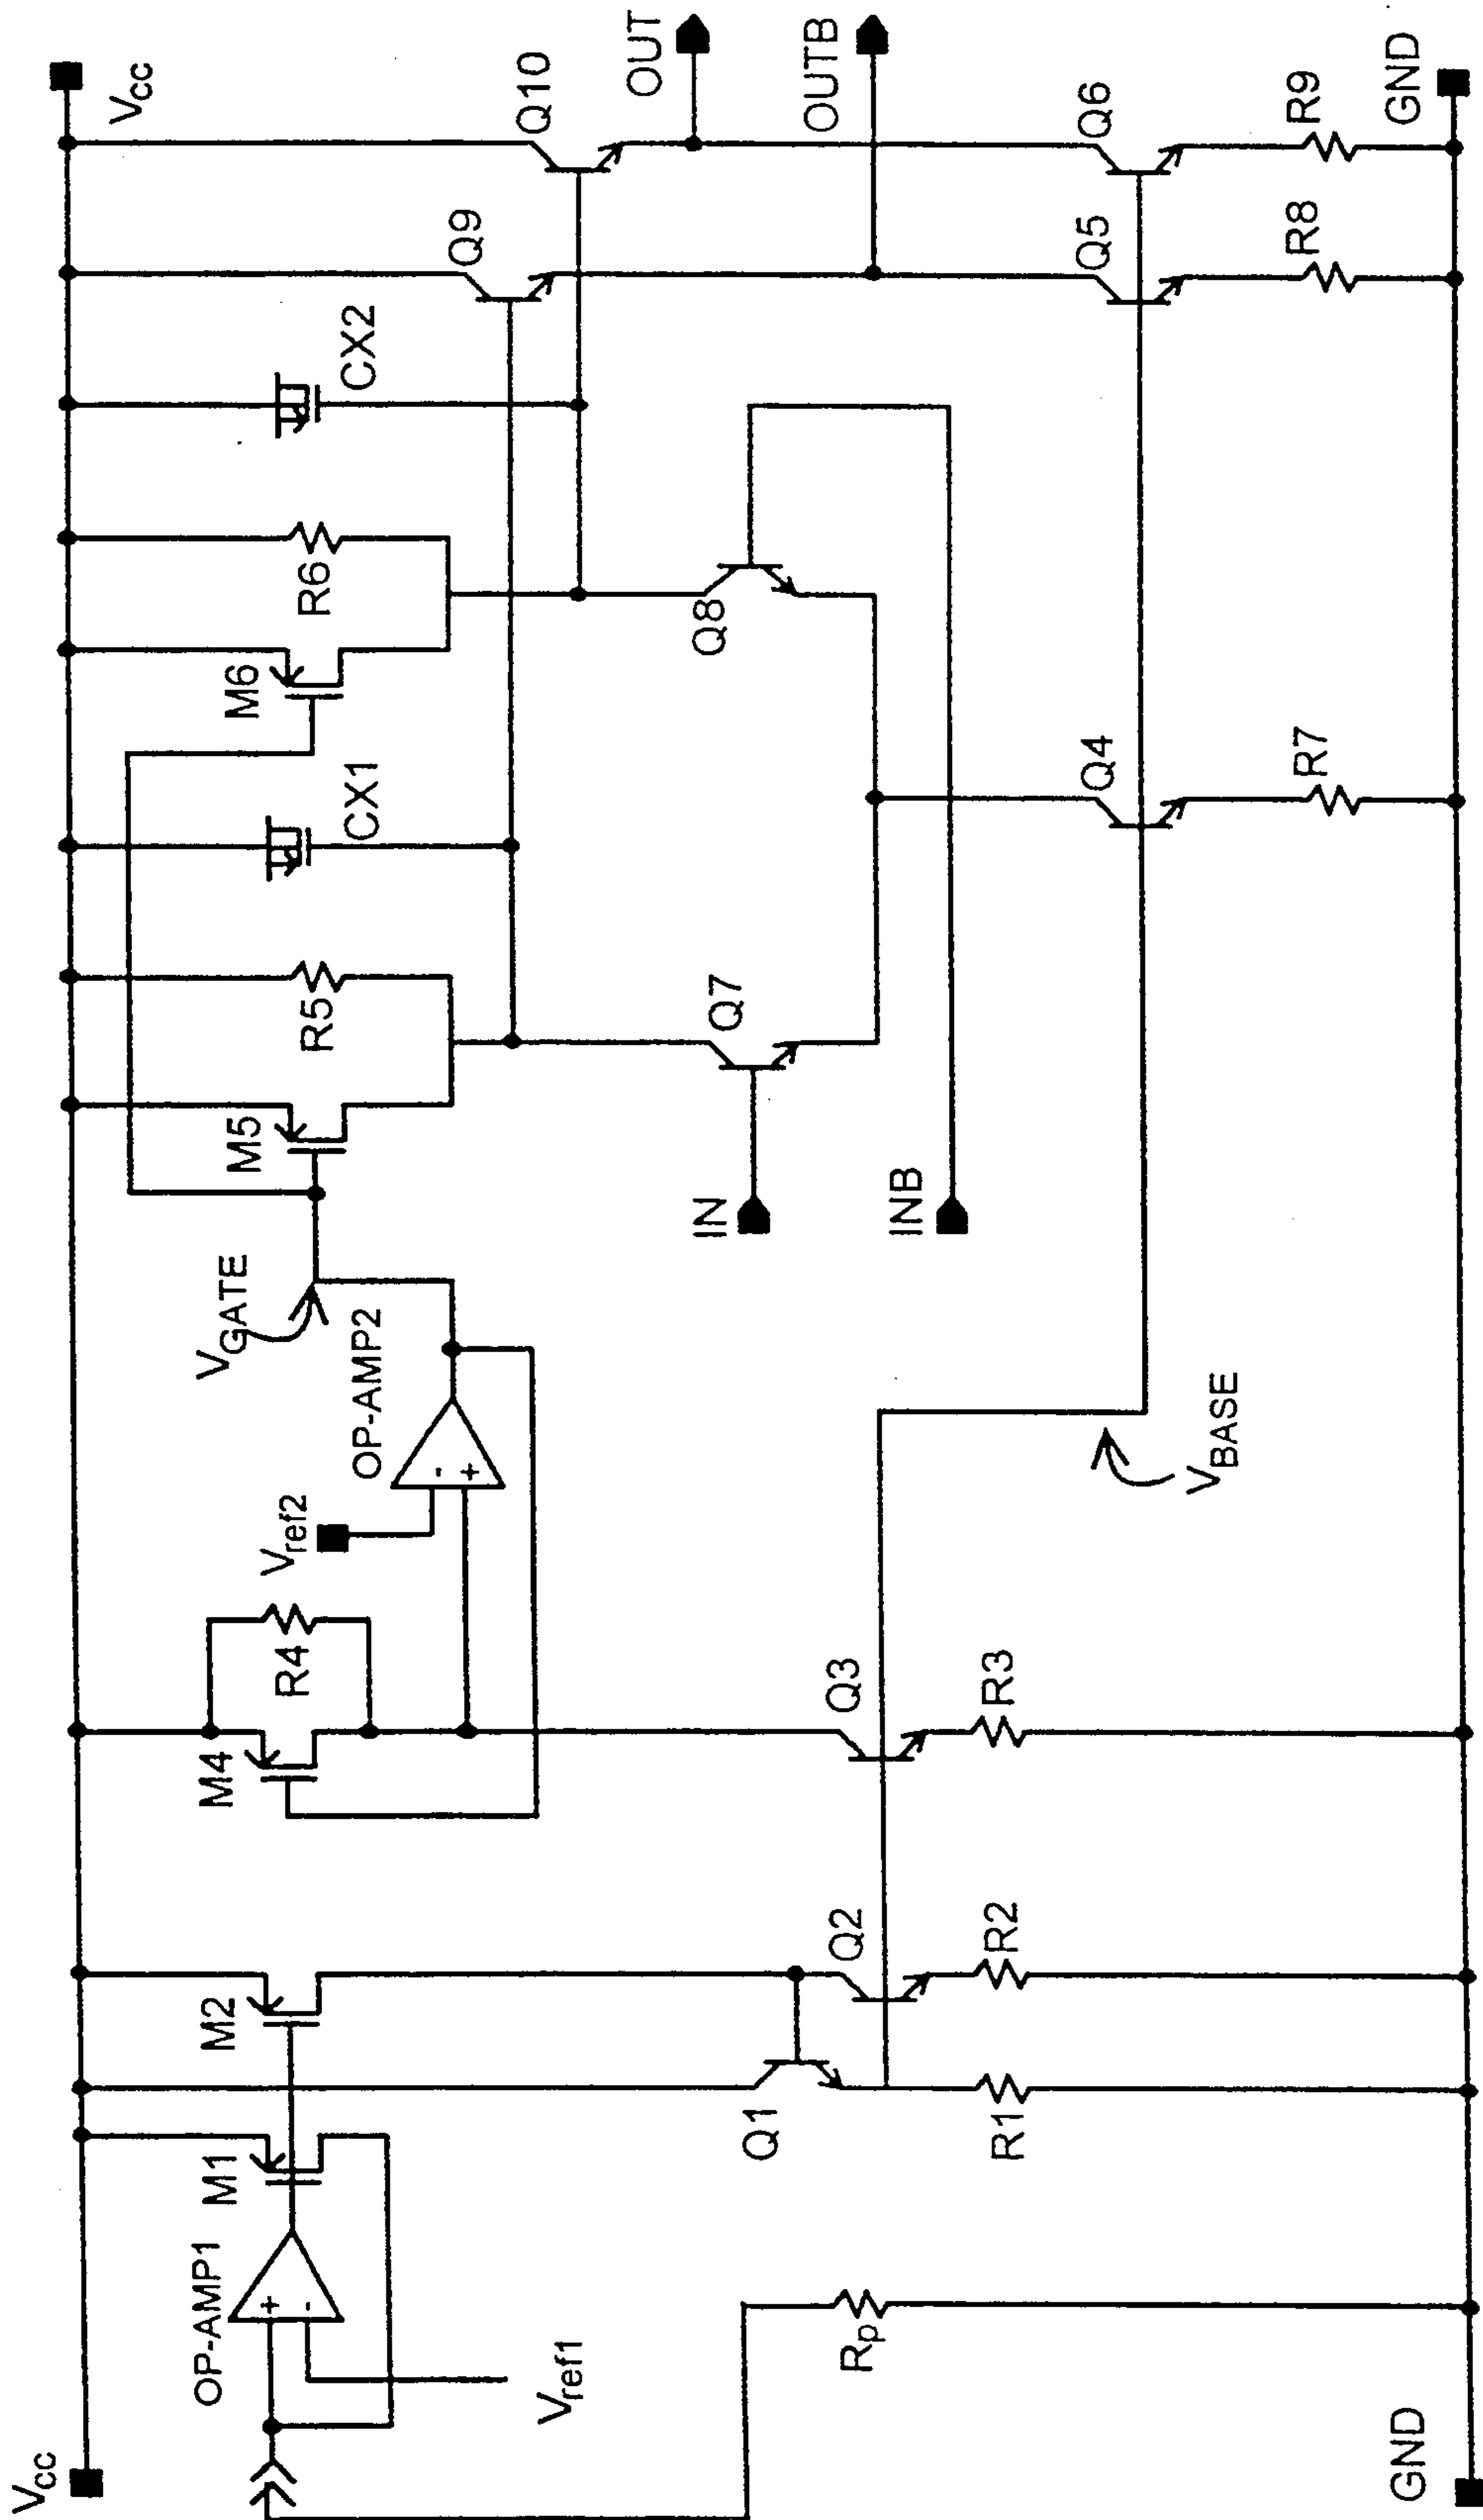 Vcc
Vcc
OP-AMP1
+
-
Vref1
M1
M2
Q1
Q2
R1
R2
Rp
GND
M4
R4
Q3
R3
Vref2
OP-AMP2
-
+
VGATE
VBASE
M5
R5
CX1
M6
R6
CX2
IN
INB
Q7
Q8
Q4
R7
Q9
Q10
OUT
OUTB
Q5
Q6
R8
R9
GND